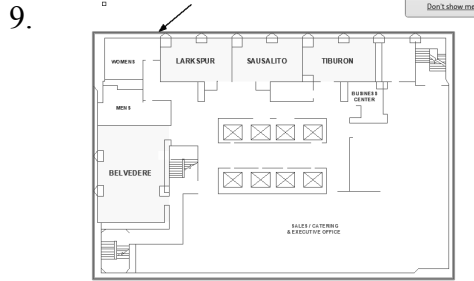 9.
Don't show me
WOMENS
LARKSPUR
SAUSALITO
TIBURON
BUSINESS
CENTER
MENS
BELVEDERE
SALES / CATERING
& EXECUTIVE OFFICE